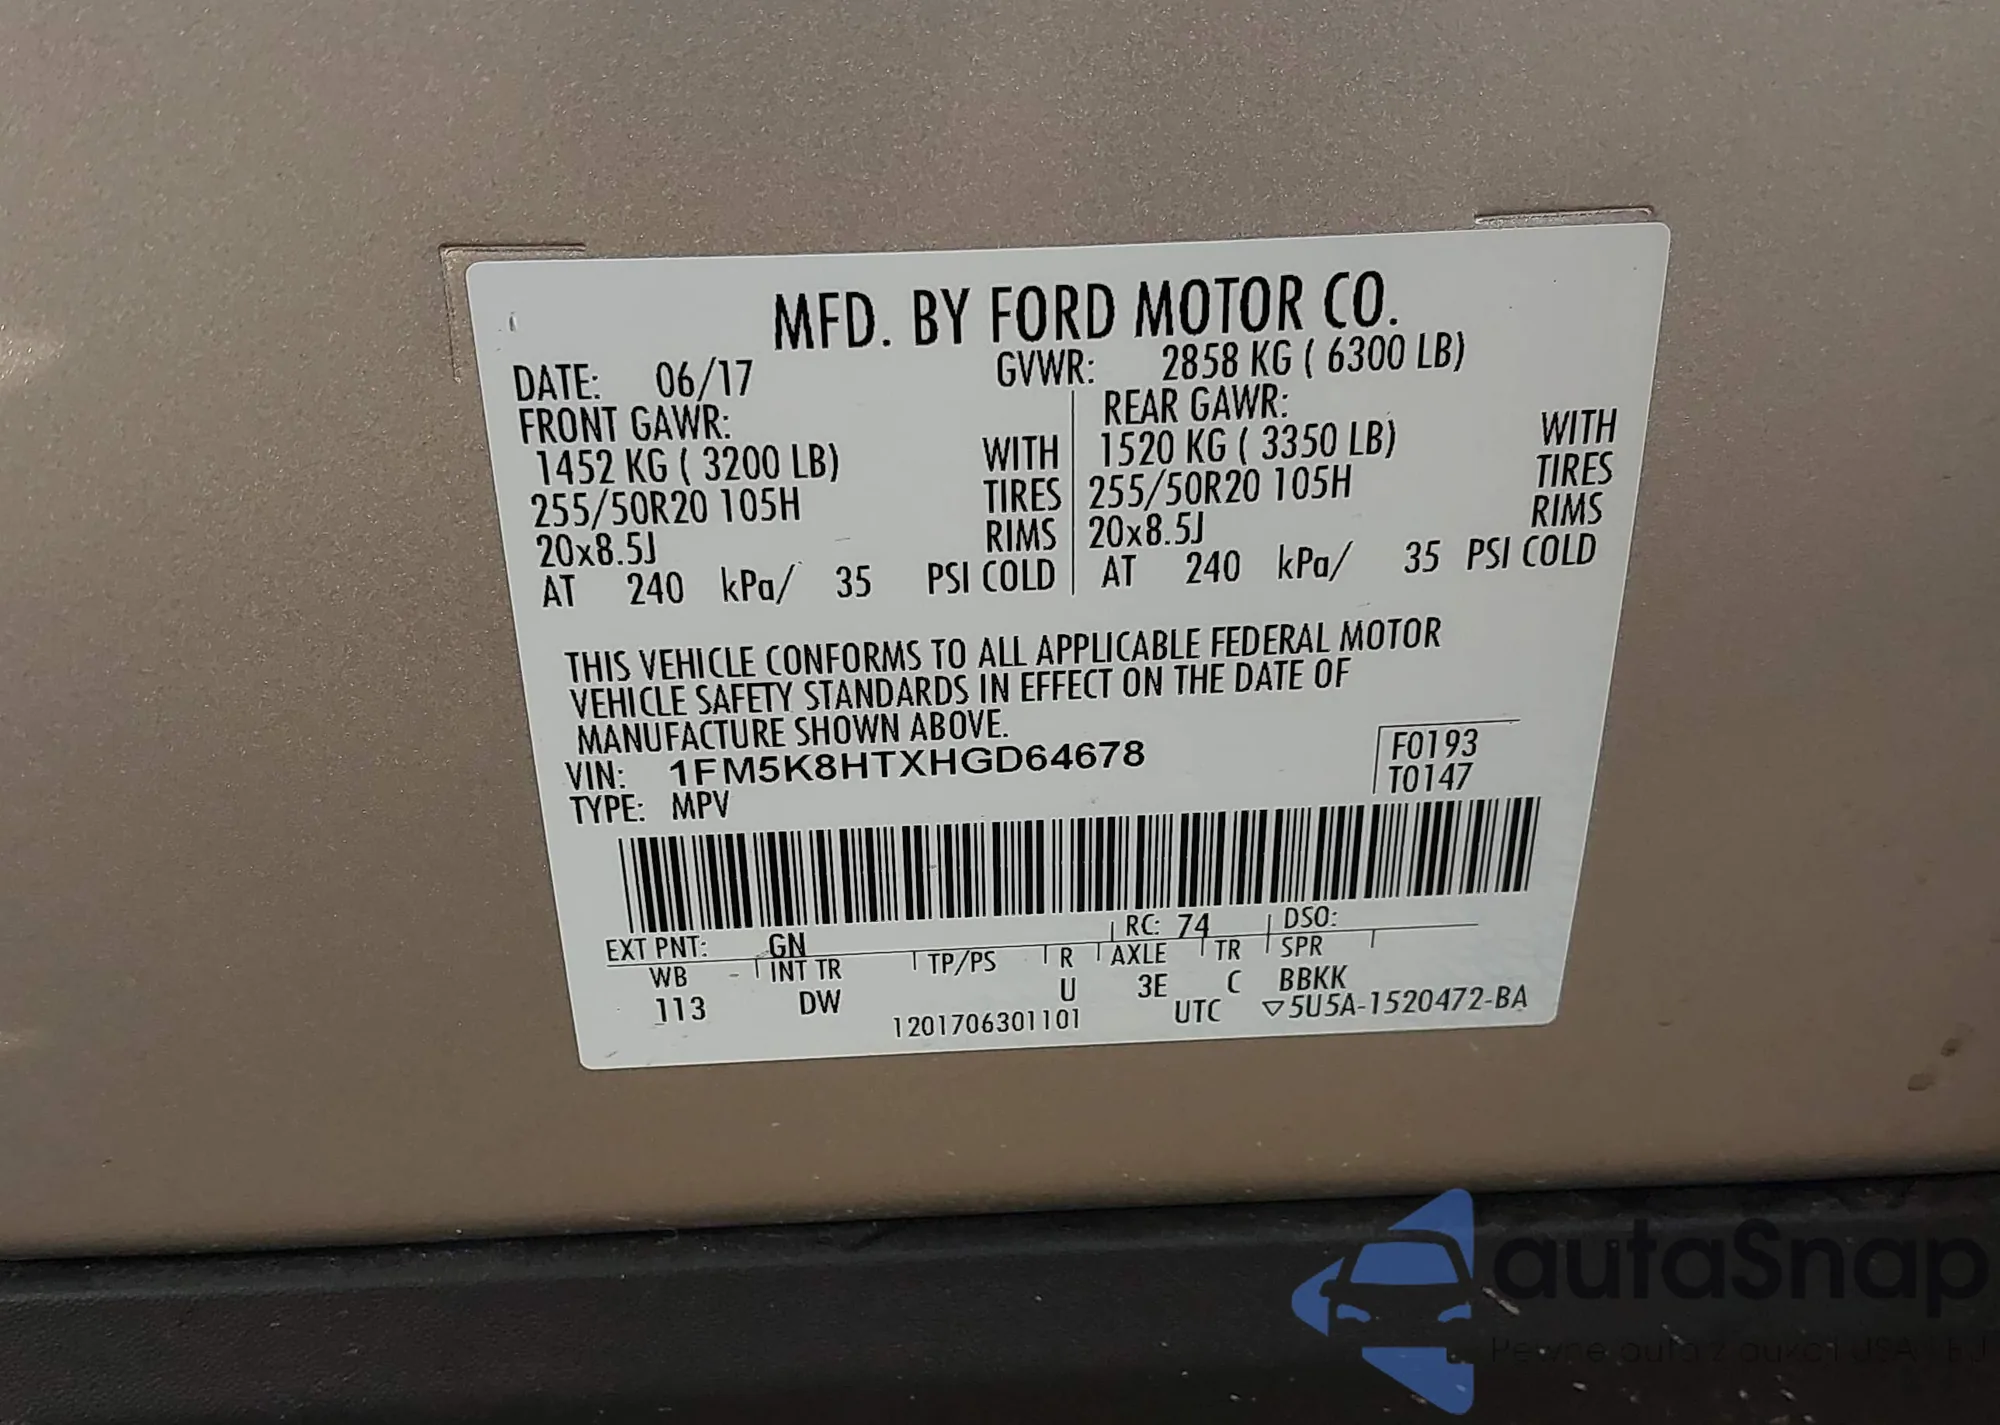 MFD. BY FORD MOTOR CO.
DATE: 06/17 GVWR: 2858 KG ( 6300 LB)
FRONT GAWR: REAR GAWR:
1452 KG ( 3200 LB) WITH 1520 KG ( 3350 LB) WITH
255/50R20 105H TIRES 255/50R20 105H TIRES
20x8.5J RIMS 20x8.5J RIMS
AT 240 kPa/ 35 PSI COLD AT 240 kPa/ 35 PSI COLD
THIS VEHICLE CONFORMS TO ALL APPLICABLE FEDERAL MOTOR
VEHICLE SAFETY STANDARDS IN EFFECT ON THE DATE OF
MANUFACTURE SHOWN ABOVE.
VIN: 1FM5K8HTXHGD64678 F0193
TYPE: MPV T0147
EXT PNT: GN RC: 74 DSO:
WB INT TR TP/PS R AXLE TR SPR
113 DW U 3E C BBKK
1201706301101 UTC ▽5U5A-1520472-BA
autaSnap
Pewne auta z aukcji USA